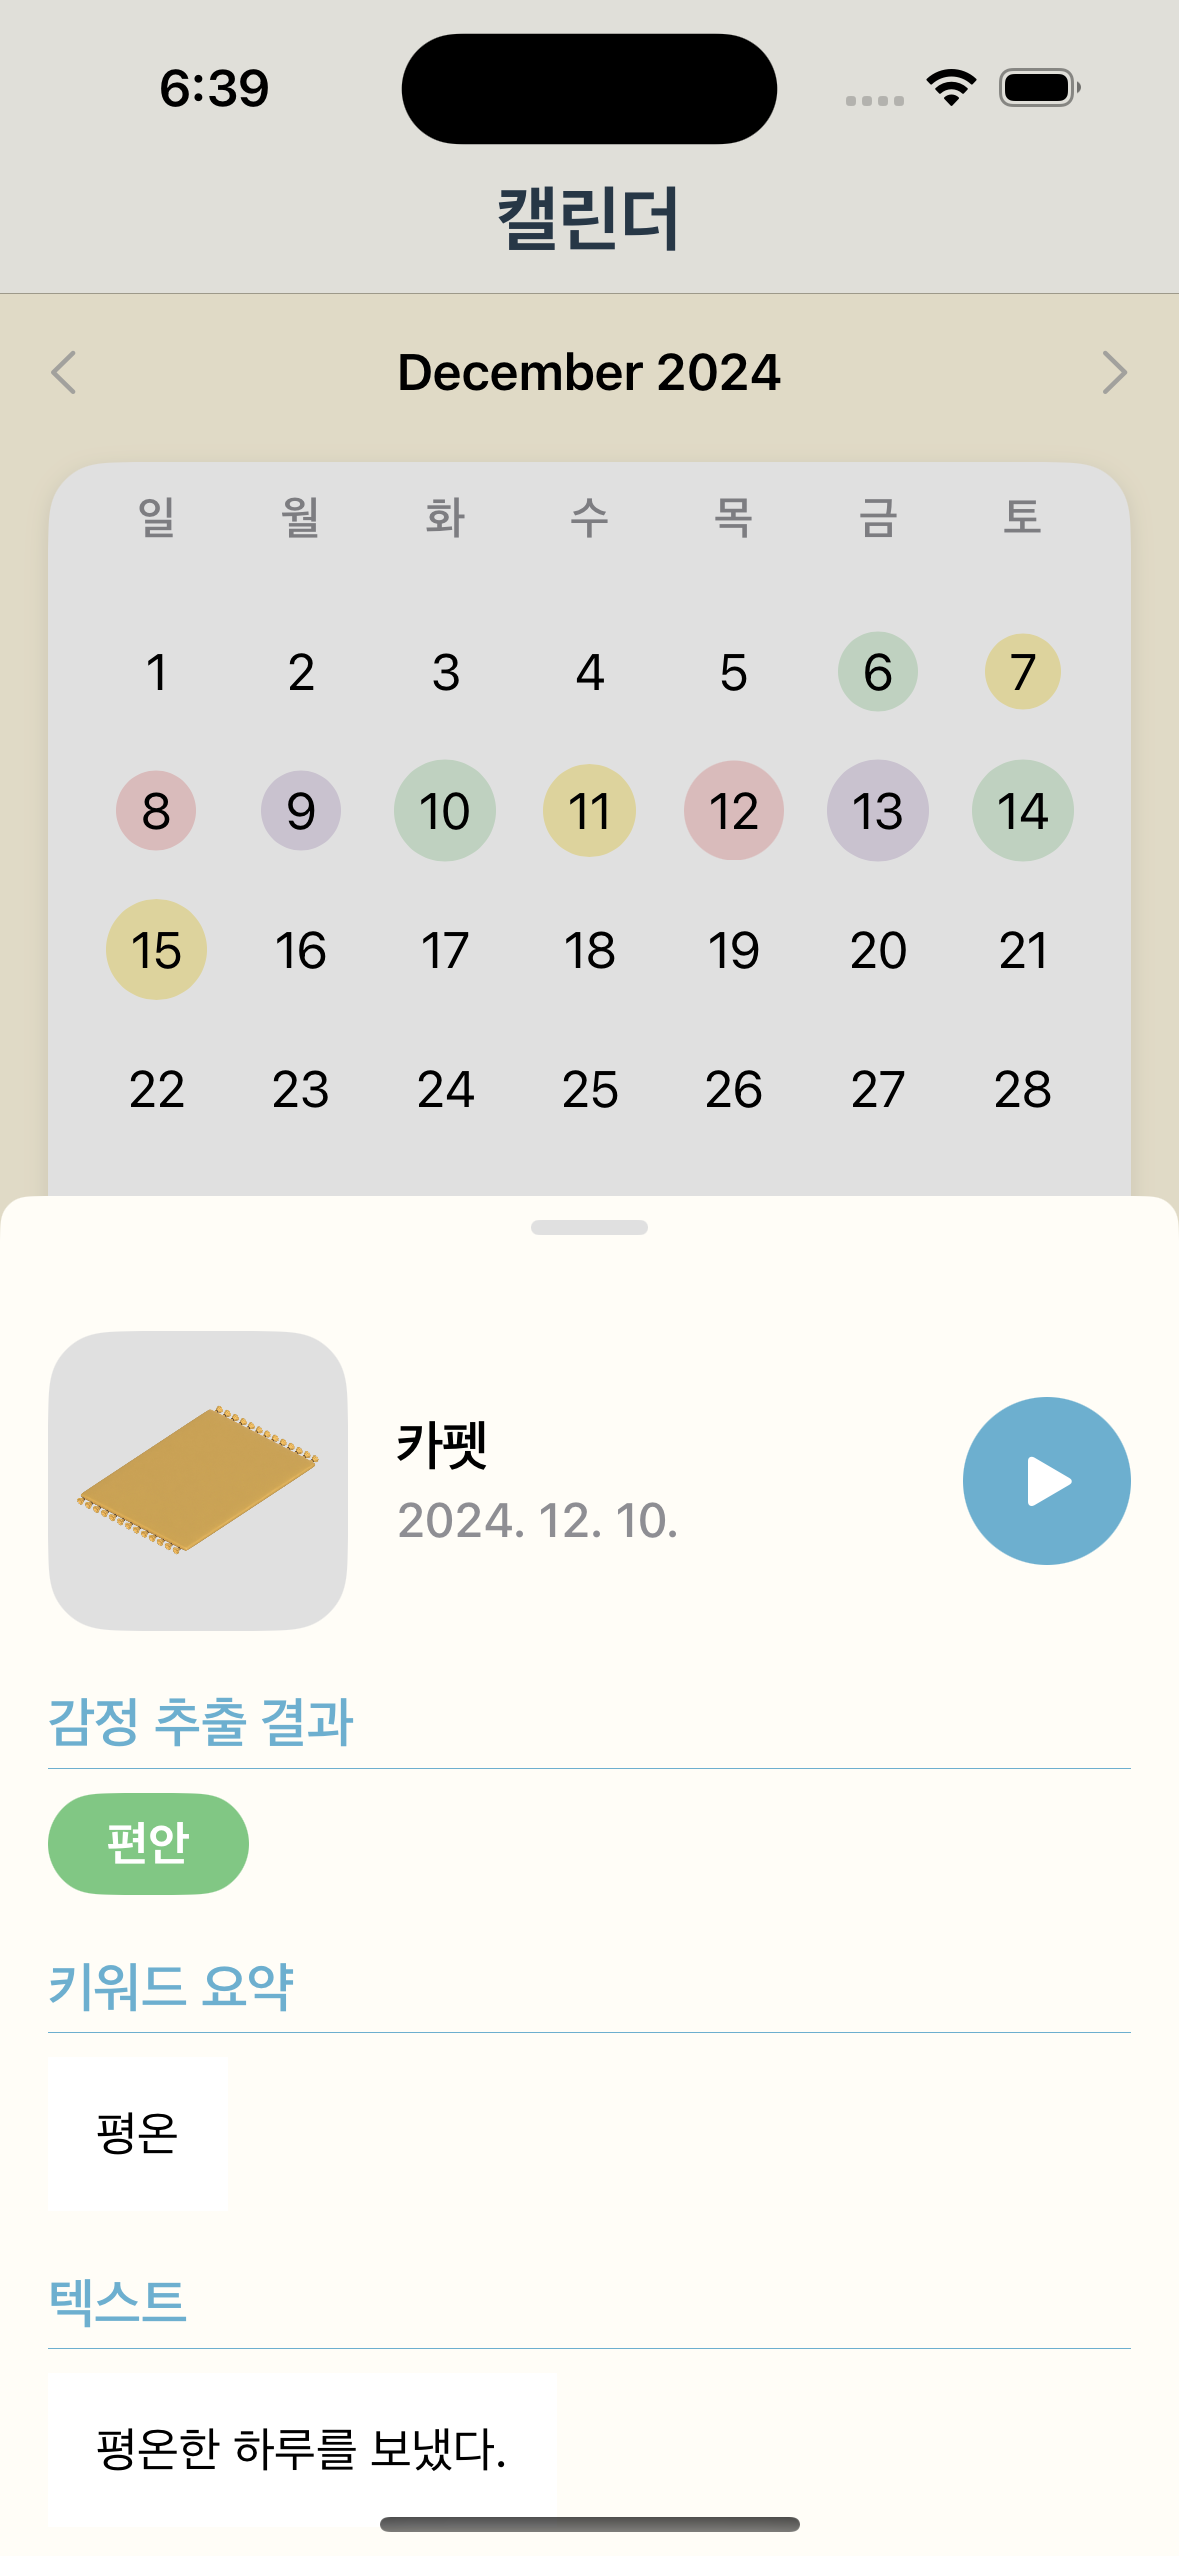 6:39
캘린더
December 2024
일 월 화 수 목 금 토
1 2 3 4 5 6 7
8 9 10 11 12 13 14
15 16 17 18 19 20 21
22 23 24 25 26 27 28
카펫
2024. 12. 10.
감정 추출 결과
편안
키워드 요약
평온
텍스트
평온한 하루를 보냈다.